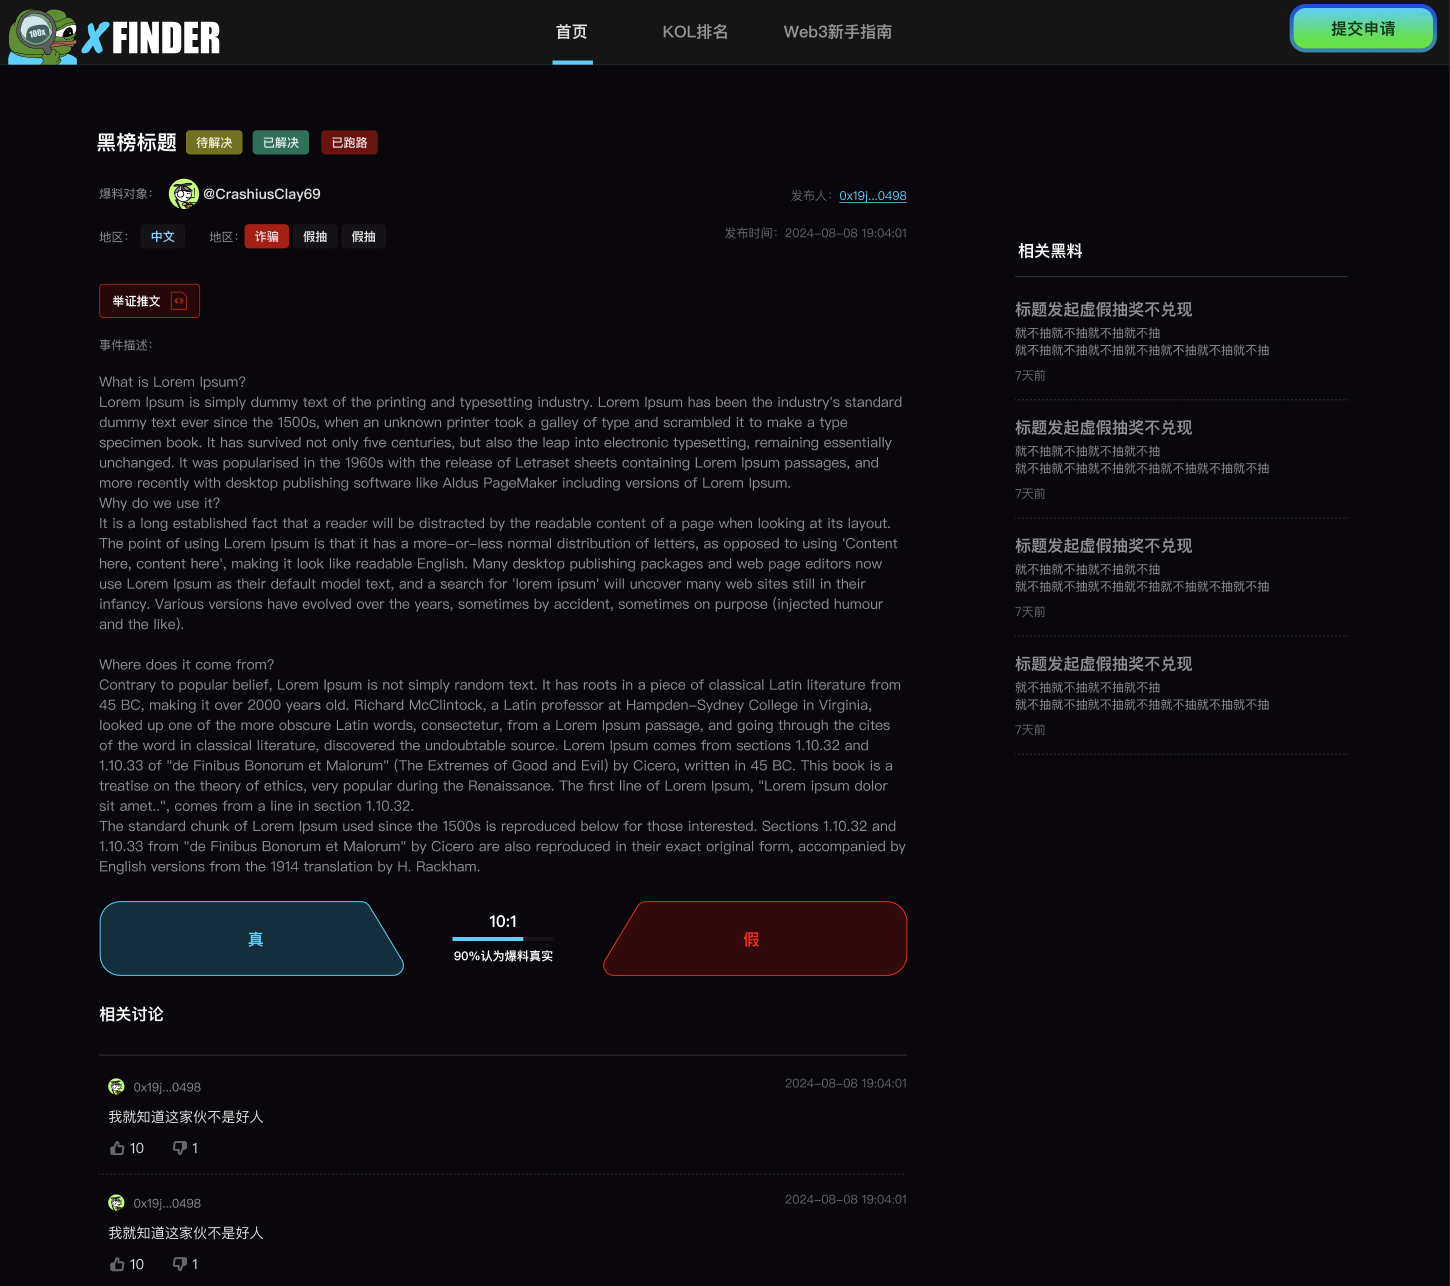 100x
X FINDER
首页
KOL排名
Web3新手指南
提交申请
黑榜标题
待解决
已解决
已跑路
爆料对象：
@CrashiusClay69
发布人：
0x19j...0498
地区：
中文
地区：
诈骗
假抽
假抽
发布时间：2024-08-08 19:04:01
举证推文
事件描述：
What is Lorem Ipsum?
Lorem Ipsum is simply dummy text of the printing and typesetting industry. Lorem Ipsum has been the industry's standard
dummy text ever since the 1500s, when an unknown printer took a galley of type and scrambled it to make a type
specimen book. It has survived not only five centuries, but also the leap into electronic typesetting, remaining essentially
unchanged. It was popularised in the 1960s with the release of Letraset sheets containing Lorem Ipsum passages, and
more recently with desktop publishing software like Aldus PageMaker including versions of Lorem Ipsum.
Why do we use it?
It is a long established fact that a reader will be distracted by the readable content of a page when looking at its layout.
The point of using Lorem Ipsum is that it has a more-or-less normal distribution of letters, as opposed to using 'Content
here, content here', making it look like readable English. Many desktop publishing packages and web page editors now
use Lorem Ipsum as their default model text, and a search for 'lorem ipsum' will uncover many web sites still in their
infancy. Various versions have evolved over the years, sometimes by accident, sometimes on purpose (injected humour
and the like).
Where does it come from?
Contrary to popular belief, Lorem Ipsum is not simply random text. It has roots in a piece of classical Latin literature from
45 BC, making it over 2000 years old. Richard McClintock, a Latin professor at Hampden-Sydney College in Virginia,
looked up one of the more obscure Latin words, consectetur, from a Lorem Ipsum passage, and going through the cites
of the word in classical literature, discovered the undoubtable source. Lorem Ipsum comes from sections 1.10.32 and
1.10.33 of "de Finibus Bonorum et Malorum" (The Extremes of Good and Evil) by Cicero, written in 45 BC. This book is a
treatise on the theory of ethics, very popular during the Renaissance. The first line of Lorem Ipsum, "Lorem ipsum dolor
sit amet..", comes from a line in section 1.10.32.
The standard chunk of Lorem Ipsum used since the 1500s is reproduced below for those interested. Sections 1.10.32 and
1.10.33 from "de Finibus Bonorum et Malorum" by Cicero are also reproduced in their exact original form, accompanied by
English versions from the 1914 translation by H. Rackham.
真
10:1
90%认为爆料真实
假
相关讨论
0x19j...0498
2024-08-08 19:04:01
我就知道这家伙不是好人
10
1
0x19j...0498
2024-08-08 19:04:01
我就知道这家伙不是好人
10
1
相关黑料
标题发起虚假抽奖不兑现
就不抽就不抽就不抽就不抽
就不抽就不抽就不抽就不抽就不抽就不抽就不抽
7天前
标题发起虚假抽奖不兑现
就不抽就不抽就不抽就不抽
就不抽就不抽就不抽就不抽就不抽就不抽就不抽
7天前
标题发起虚假抽奖不兑现
就不抽就不抽就不抽就不抽
就不抽就不抽就不抽就不抽就不抽就不抽就不抽
7天前
标题发起虚假抽奖不兑现
就不抽就不抽就不抽就不抽
就不抽就不抽就不抽就不抽就不抽就不抽就不抽
7天前